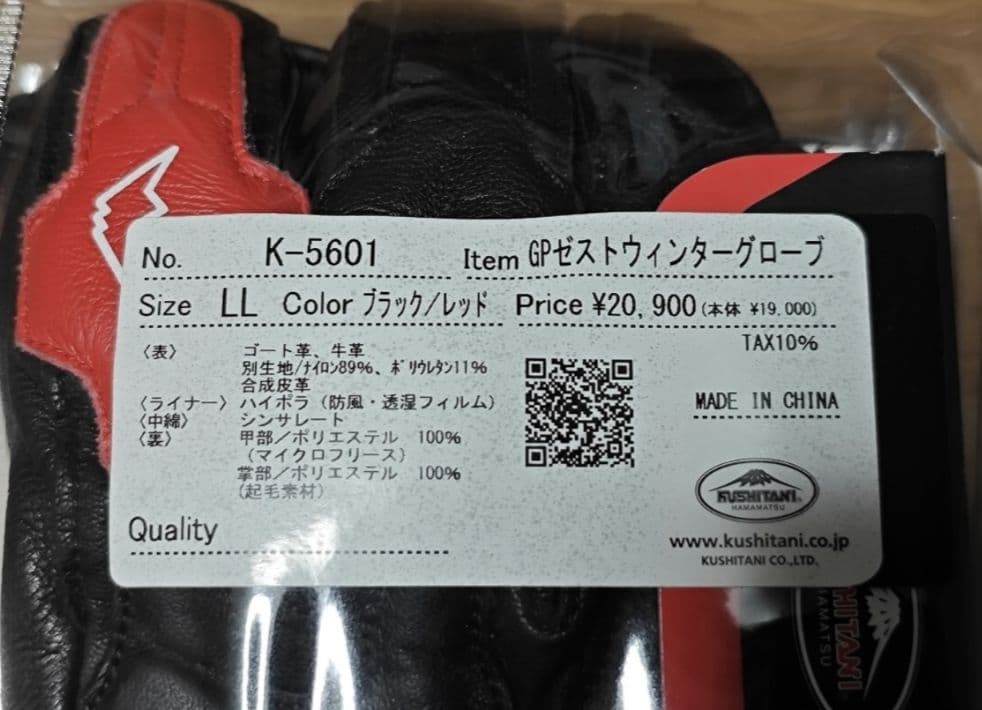 No. K-5601 Item GPゼストウィンターグローブ
Size LL Color ブラック/レッド Price ¥20,900(本体 ¥19,000)
TAX10%
〈表〉 ゴート革、牛革
別生地/ナイロン89%、ポリウレタン11%
合成皮革
〈ライナー〉 ハイポラ(防風・透湿フィルム)
〈中綿〉 シンサレート
〈裏〉 甲部/ポリエステル 100%
(マイクロフリース)
掌部/ポリエステル 100%
(起毛素材)
MADE IN CHINA
KUSHITANI
HAMAMATSU
Quality
www.kushitani.co.jp
KUSHITANI CO.,LTD.
SHITANI
AMAMATSU